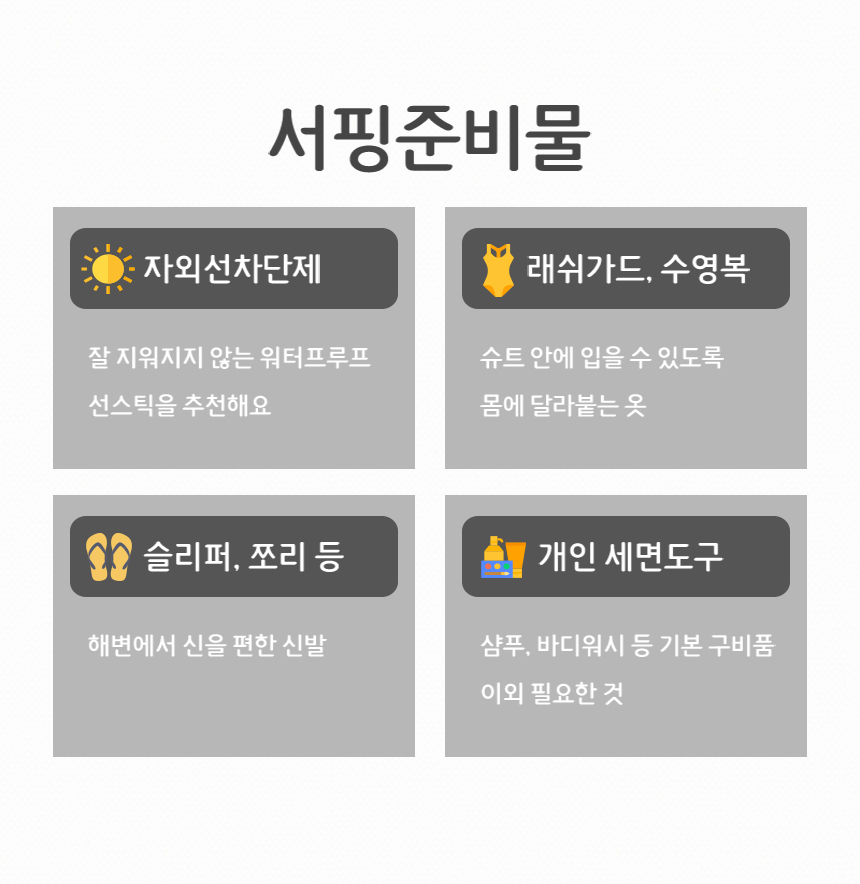 서핑준비물
자외선차단제
잘 지워지지 않는 워터프루프
선스틱을 추천해요
래쉬가드, 수영복
슈트 안에 입을 수 있도록
몸에 달라붙는 옷
슬리퍼, 쪼리 등
해변에서 신을 편한 신발
개인 세면도구
샴푸, 바디워시 등 기본 구비품
이외 필요한 것